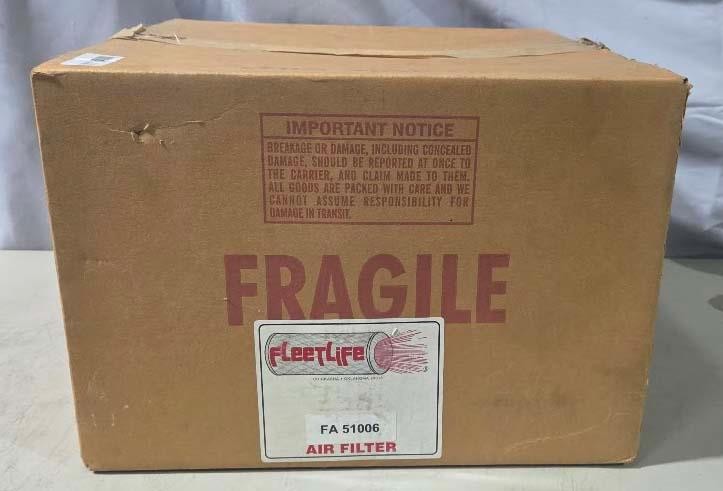 IMPORTANT NOTICE
BREAKAGE OR DAMAGE, INCLUDING CONCEALED
DAMAGE, SHOULD BE REPORTED AT ONCE TO
THE CARRIER, AND CLAIM MADE TO THEM.
ALL GOODS ARE PACKED WITH CARE AND WE
CANNOT ASSUME RESPONSIBILITY FOR
DAMAGE IN TRANSIT.
FRAGILE
FLEETLIFE
FA 51006
AIR FILTER